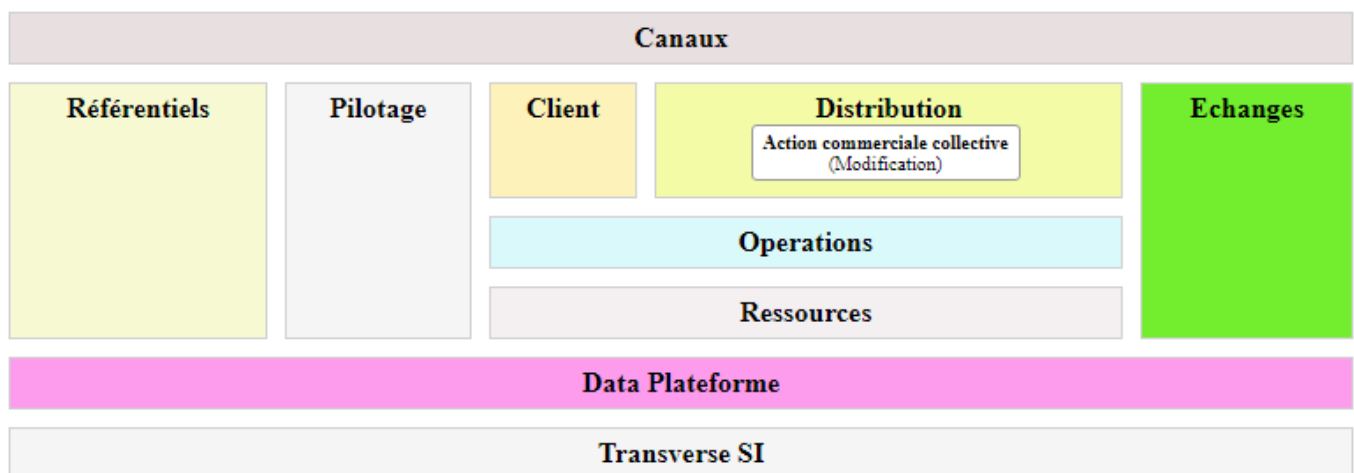 Canaux
Référentiels
Pilotage
Client
Distribution
Action commerciale collective
(Modification)
Echanges
Operations
Ressources
Data Plateforme
Transverse SI